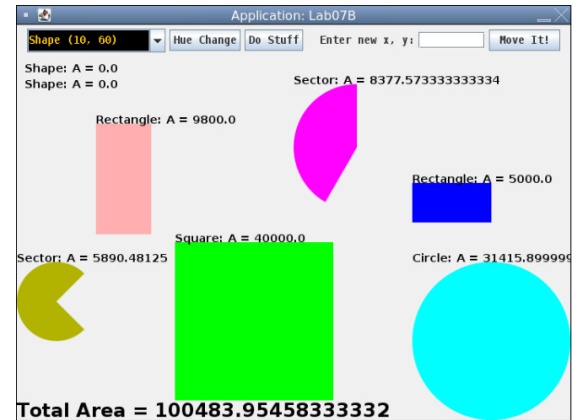 Application: Lab07B
Shape (10, 60) Hue Change Do Stuff Enter new x, y: Move It!
Shape: A = 0.0
Shape: A = 0.0
Sector: A = 8377.573333333334
Rectangle: A = 9800.0
Rectangle: A = 5000.0
Square: A = 40000.0
Sector: A = 5890.48125
Circle: A = 31415.899999
Total Area = 100483.95458333332